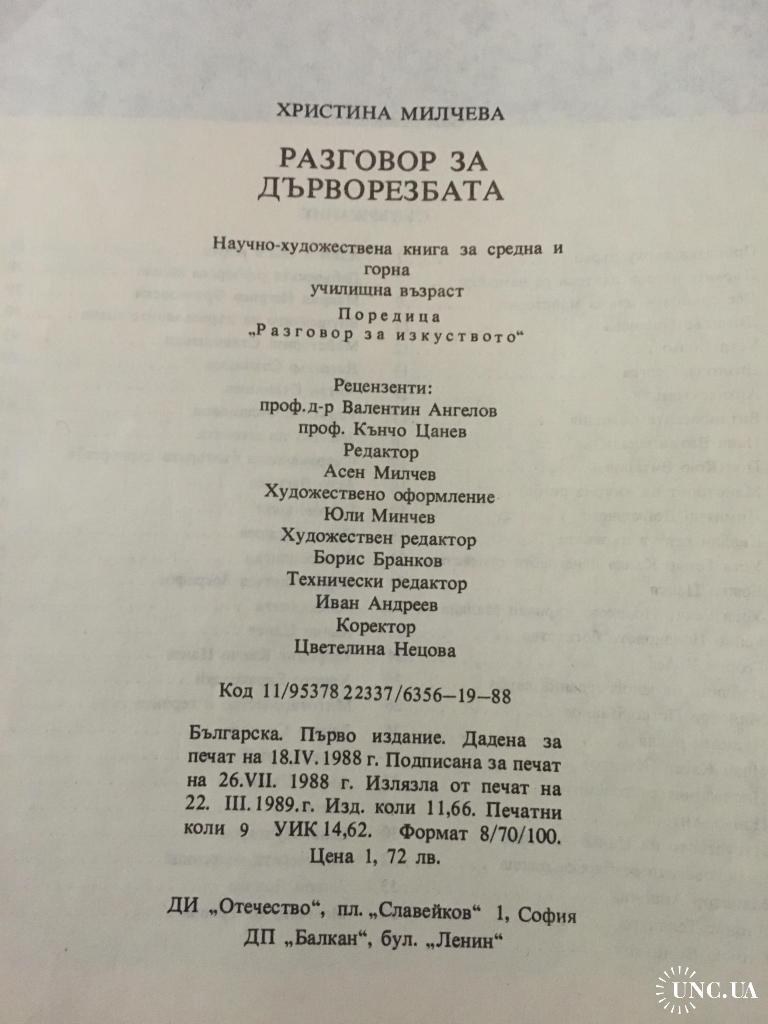 ХРИСТИНА МИЛЧЕВА
РАЗГОВОР ЗА
ДЪРВОРЕЗБАТА
Научно-художествена книга за средна и
горна
училищна възраст
Поредица
„Разговор за изкуството“
Рецензенти:
проф.д-р Валентин Ангелов
проф. Кънчо Цанев
Редактор
Асен Милчев
Художествено оформление
Юли Минчев
Художествен редактор
Борис Бранков
Технически редактор
Иван Андреев
Коректор
Цветелина Нецова
Код 11/95378 22337/6356—19—88
Българска. Първо издание. Дадена за
печат на 18.IV. 1988 г. Подписана за печат
на 26.VII. 1988 г. Излязла от печат на
22. III. 1989.г. Изд. коли 11,66. Печатни
коли 9 УИК 14,62. Формат 8/70/100.
Цена 1, 72 лв.
ДИ „Отечество“, пл. „Славейков“ 1, София
ДП „Балкан“, бул. „Ленин“
UNC.UA